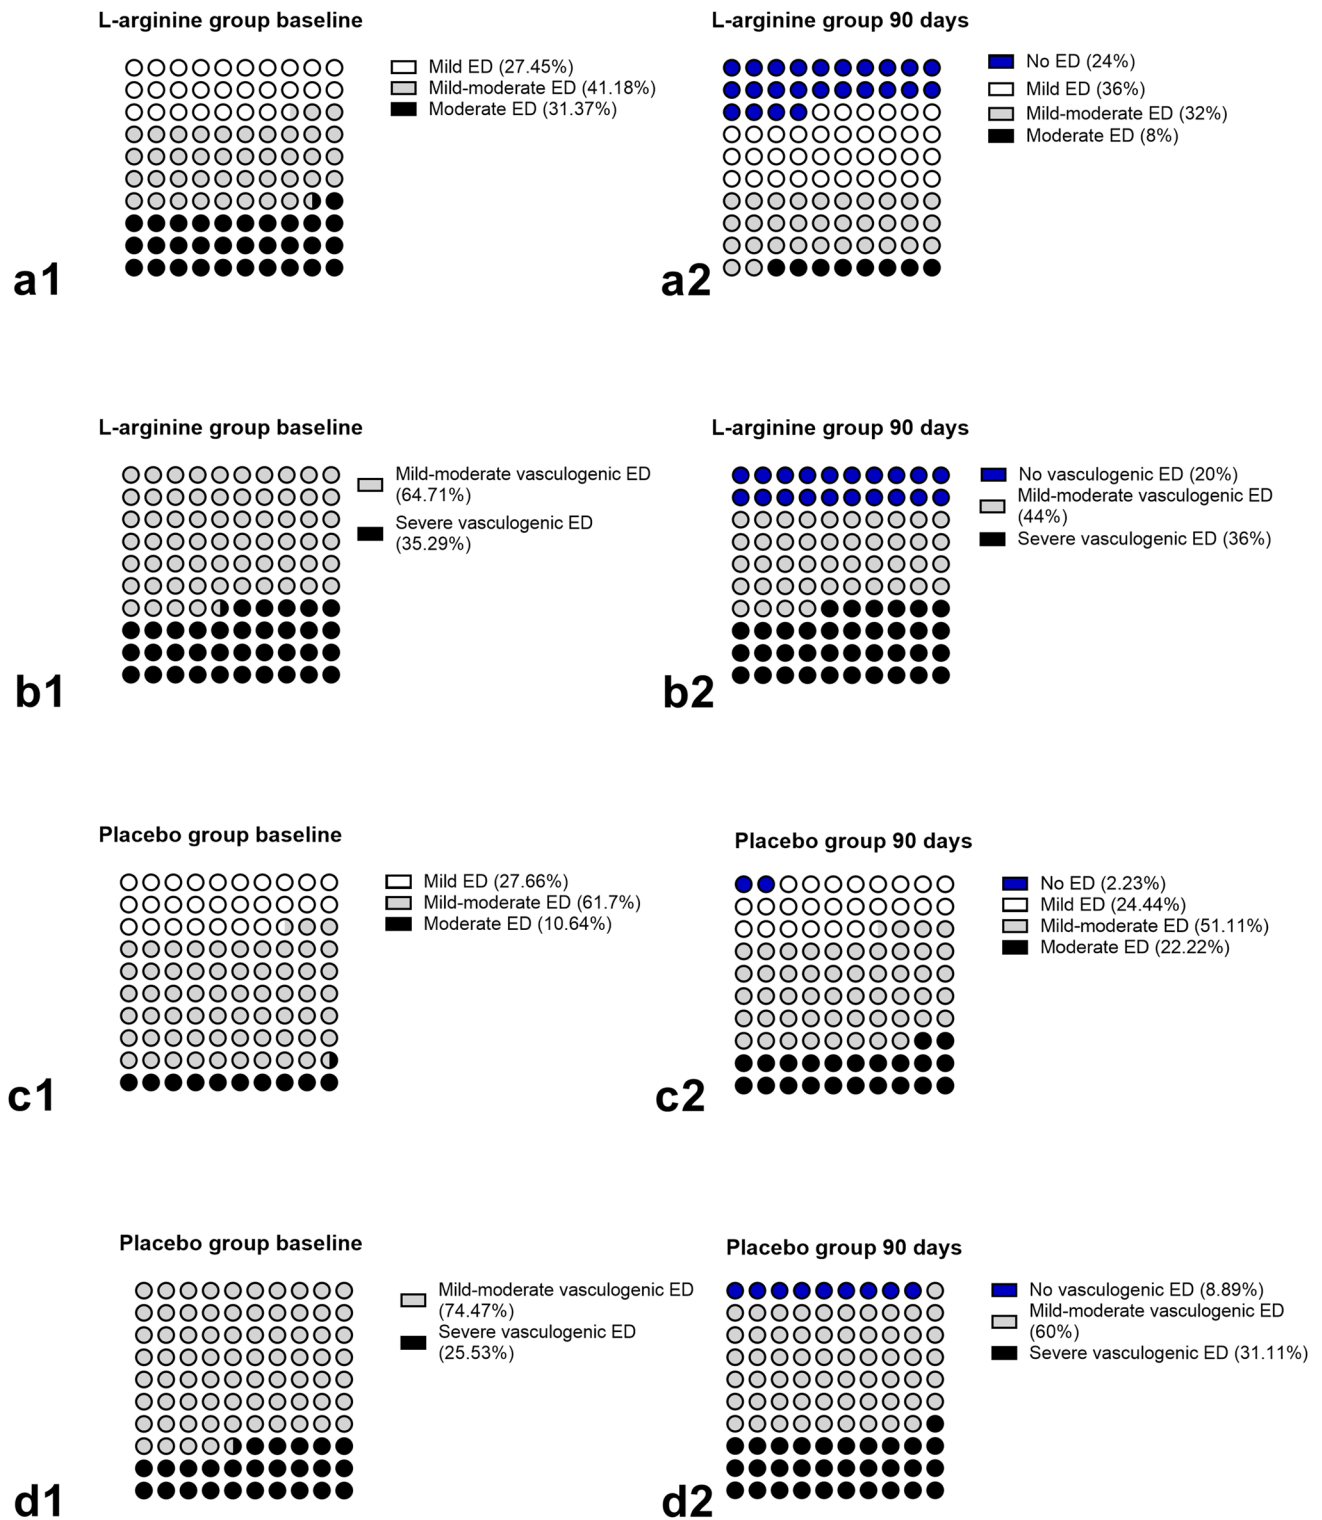 L-arginine group baseline
Mild ED (27.45%)
Mild-moderate ED (41.18%)
Moderate ED (31.37%)
a1
L-arginine group 90 days
No ED (24%)
Mild ED (36%)
Mild-moderate ED (32%)
Moderate ED (8%)
a2
L-arginine group baseline
Mild-moderate vasculogenic ED
(64.71%)
Severe vasculogenic ED
(35.29%)
b1
L-arginine group 90 days
No vasculogenic ED (20%)
Mild-moderate vasculogenic ED
(44%)
Severe vasculogenic ED (36%)
b2
Placebo group baseline
Mild ED (27.66%)
Mild-moderate ED (61.7%)
Moderate ED (10.64%)
c1
Placebo group 90 days
No ED (2.23%)
Mild ED (24.44%)
Mild-moderate ED (51.11%)
Moderate ED (22.22%)
c2
Placebo group baseline
Mild-moderate vasculogenic ED
(74.47%)
Severe vasculogenic ED
(25.53%)
d1
Placebo group 90 days
No vasculogenic ED (8.89%)
Mild-moderate vasculogenic ED
(60%)
Severe vasculogenic ED (31.11%)
d2